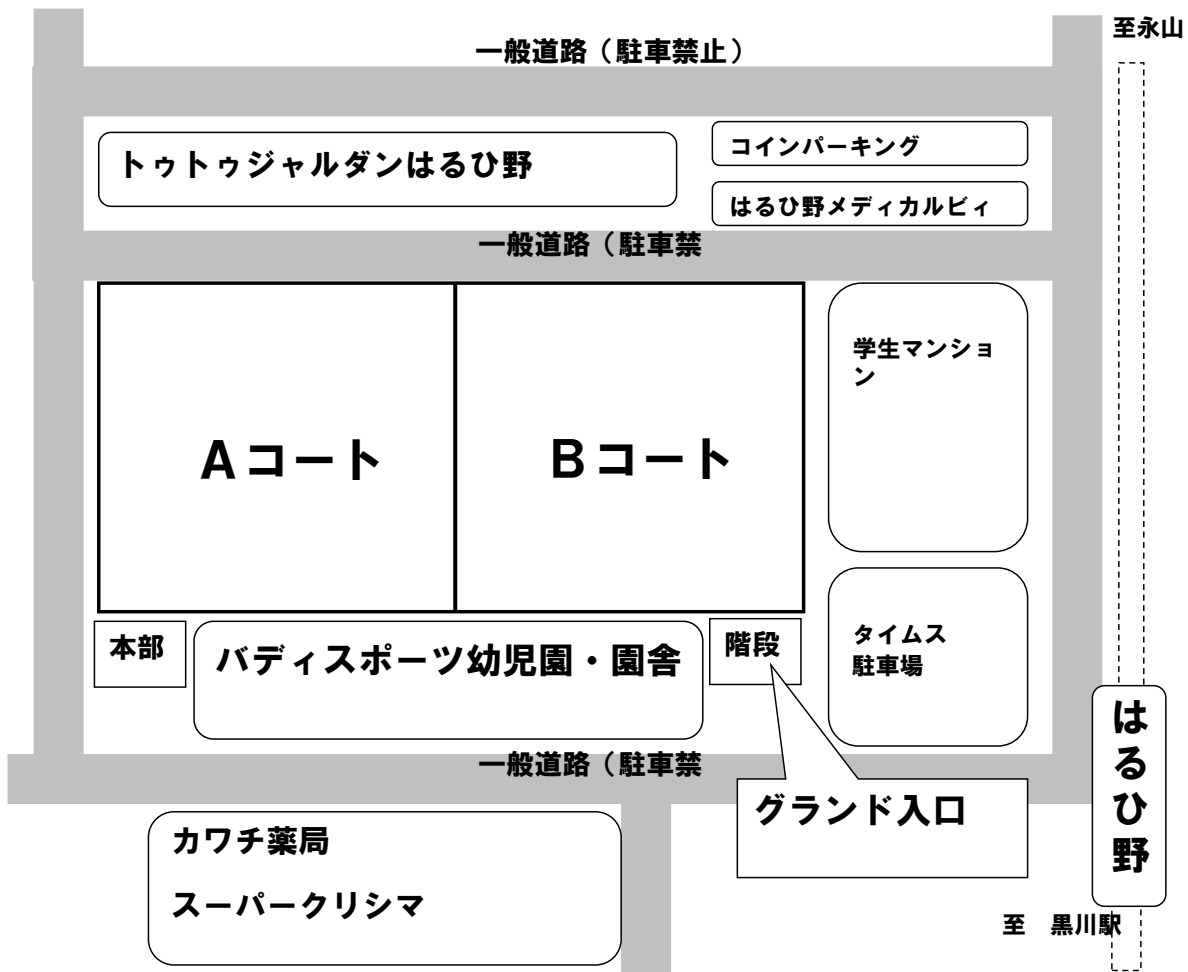 至永山
一般道路（駐車禁止）
トゥトゥジャルダンはるひ野
コインパーキング
はるひ野メディカルビィ
一般道路（駐車禁
学生マンショ
ン
Aコート
Bコート
本部
バディスポーツ幼児園・園舎
階段
タイムス
駐車場
はるひ野
一般道路（駐車禁
グランド入口
カワチ薬局
スーパークリシマ
至　黒川駅